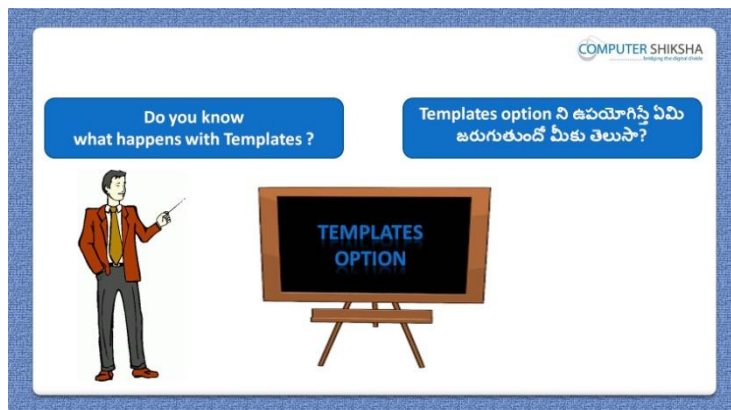 COMPUTER SHIKSHA
bridging the digital divide
Do you know
what happens with Templates ?
Templates option ని ఉపయోగిస్తే ఏమి
జరుగుతుందో మీకు తెలుసా?
TEMPLATES
OPTION